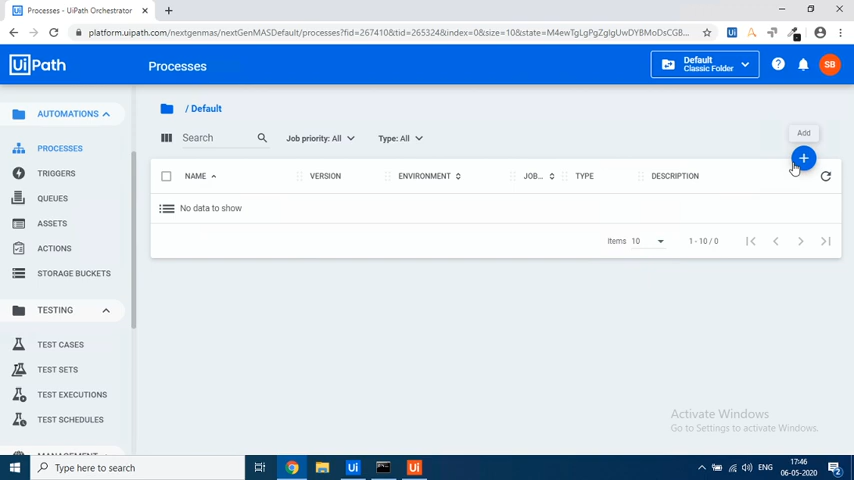 Processes - UiPath Orchestrator
platform.uipath.com/nextgenmas/nextGenMASDefault/processes?fid=267410&tid=265324&index=0&size=10&state=M4ewTgLgPgZgIgUwDYBMoDsCGB...
UiPath
Processes
Default
Classic Folder
SB
AUTOMATIONS
PROCESSES
TRIGGERS
QUEUES
ASSETS
ACTIONS
STORAGE BUCKETS
TESTING
TEST CASES
TEST SETS
TEST EXECUTIONS
TEST SCHEDULES
/ Default
Search
Job priority: All
Type: All
Add
NAME VERSION ENVIRONMENT JOB... TYPE DESCRIPTION
No data to show
Items 10 1 - 10 / 0
Activate Windows
Go to Settings to activate Windows.
Type here to search
ENG
17:46
06-05-2020
2